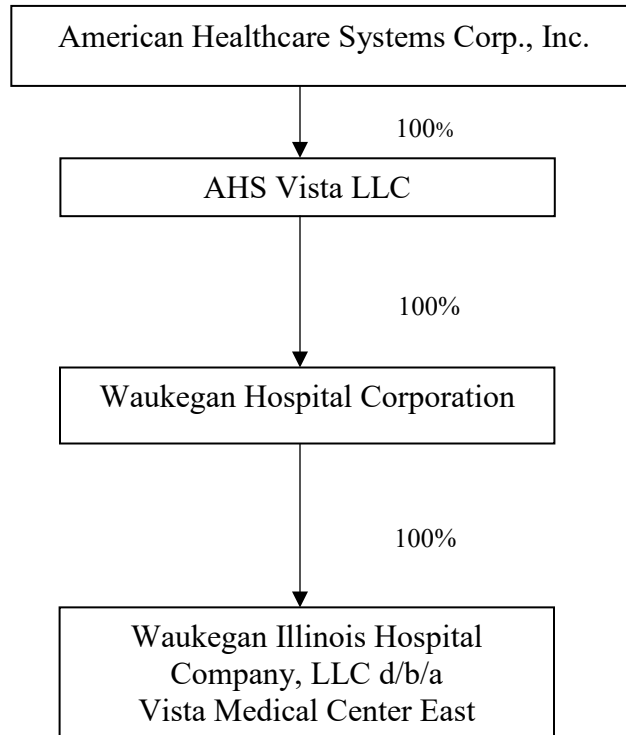 American Healthcare Systems Corp., Inc.
100%
AHS Vista LLC
100%
Waukegan Hospital Corporation
100%
Waukegan Illinois Hospital
Company, LLC d/b/a
Vista Medical Center East